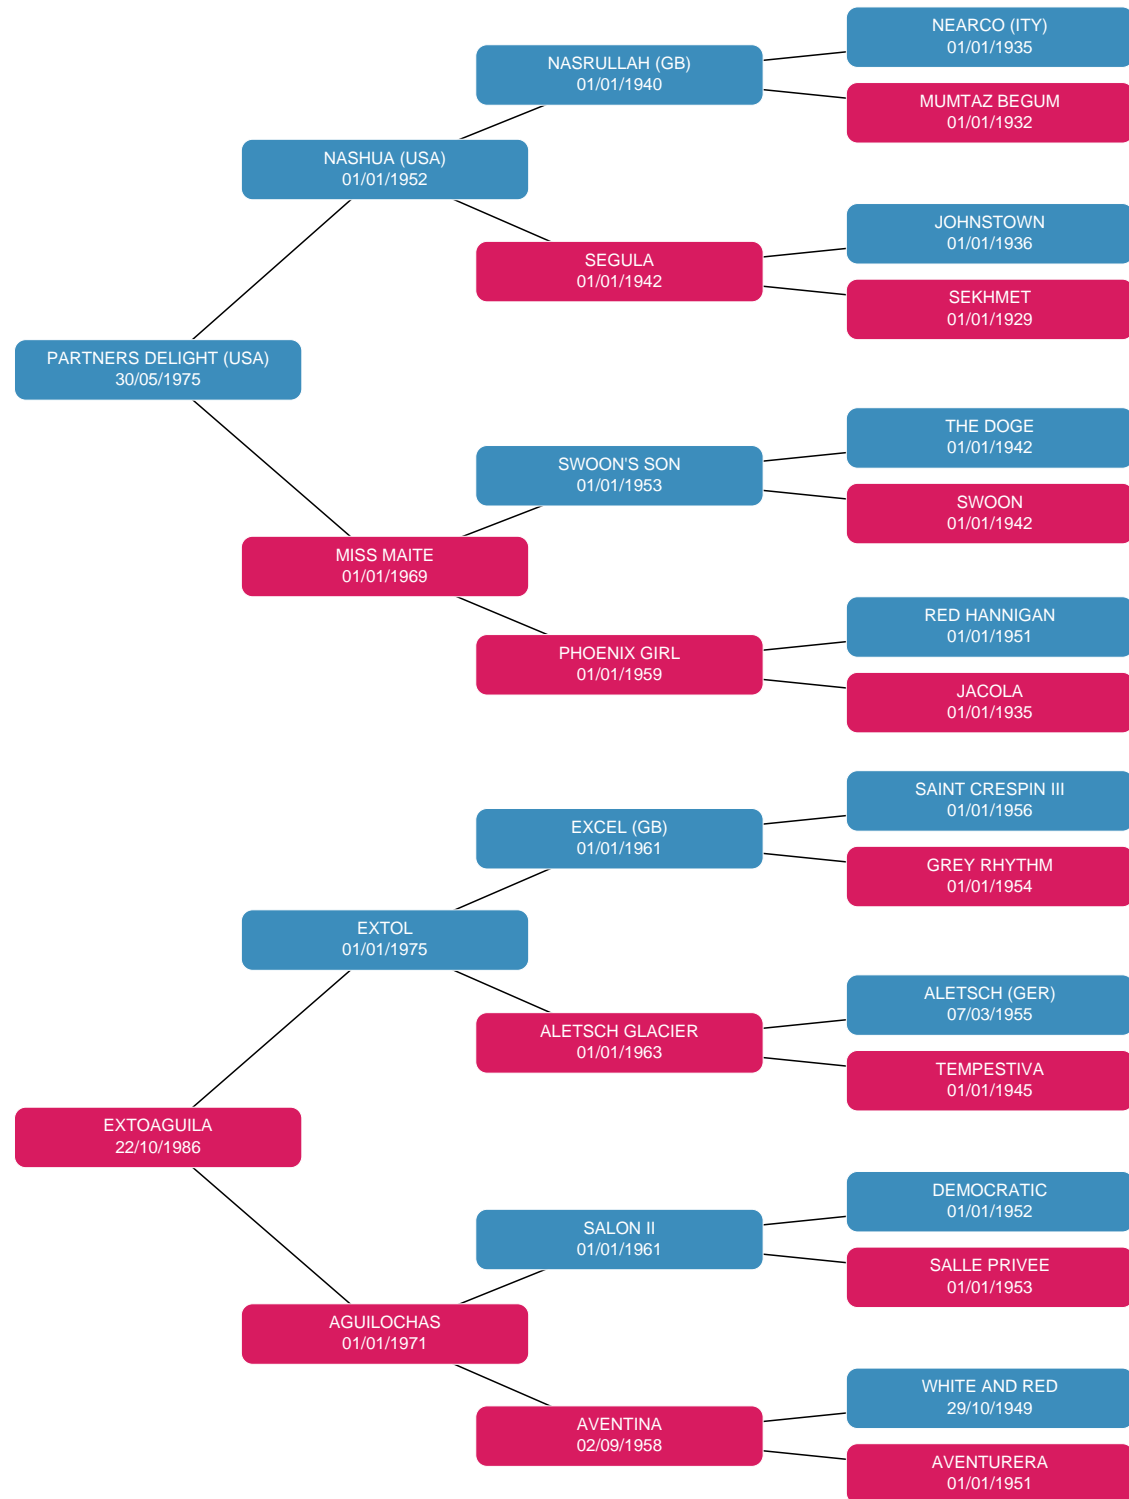 NEARCO (ITY)
01/01/1935
NASRULLAH (GB)
01/01/1940
MUMTAZ BEGUM
01/01/1932
NASHUA (USA)
01/01/1952
JOHNSTOWN
01/01/1936
SEGULA
01/01/1942
SEKHMET
01/01/1929
PARTNERS DELIGHT (USA)
30/05/1975
THE DOGE
01/01/1942
SWOON'S SON
01/01/1953
SWOON
01/01/1942
MISS MAITE
01/01/1969
RED HANNIGAN
01/01/1951
PHOENIX GIRL
01/01/1959
JACOLA
01/01/1935
SAINT CRESPIN III
01/01/1956
EXCEL (GB)
01/01/1961
GREY RHYTHM
01/01/1954
EXTOL
01/01/1975
ALETSCH (GER)
07/03/1955
ALETSCH GLACIER
01/01/1963
TEMPESTIVA
01/01/1945
EXTOAGUILA
22/10/1986
DEMOCRATIC
01/01/1952
SALON II
01/01/1961
SALLE PRIVEE
01/01/1953
AGUILOCHAS
01/01/1971
WHITE AND RED
29/10/1949
AVENTINA
02/09/1958
AVENTURERA
01/01/1951